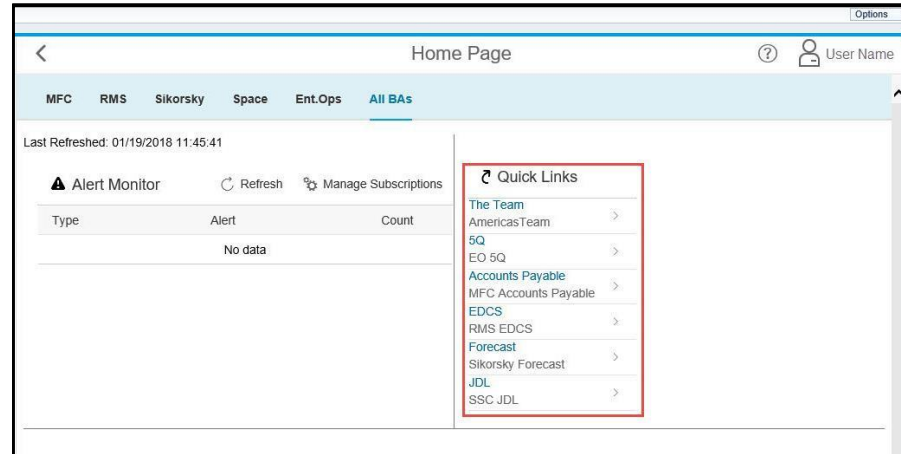 Options
Home Page
User Name
MFC RMS Sikorsky Space Ent.Ops All BAs
Last Refreshed: 01/19/2018 11:45:41
Alert Monitor Refresh Manage Subscriptions
Type Alert Count
No data
Quick Links
The Team
AmericasTeam
5Q
EO 5Q
Accounts Payable
MFC Accounts Payable
EDCS
RMS EDCS
Forecast
Sikorsky Forecast
JDL
SSC JDL